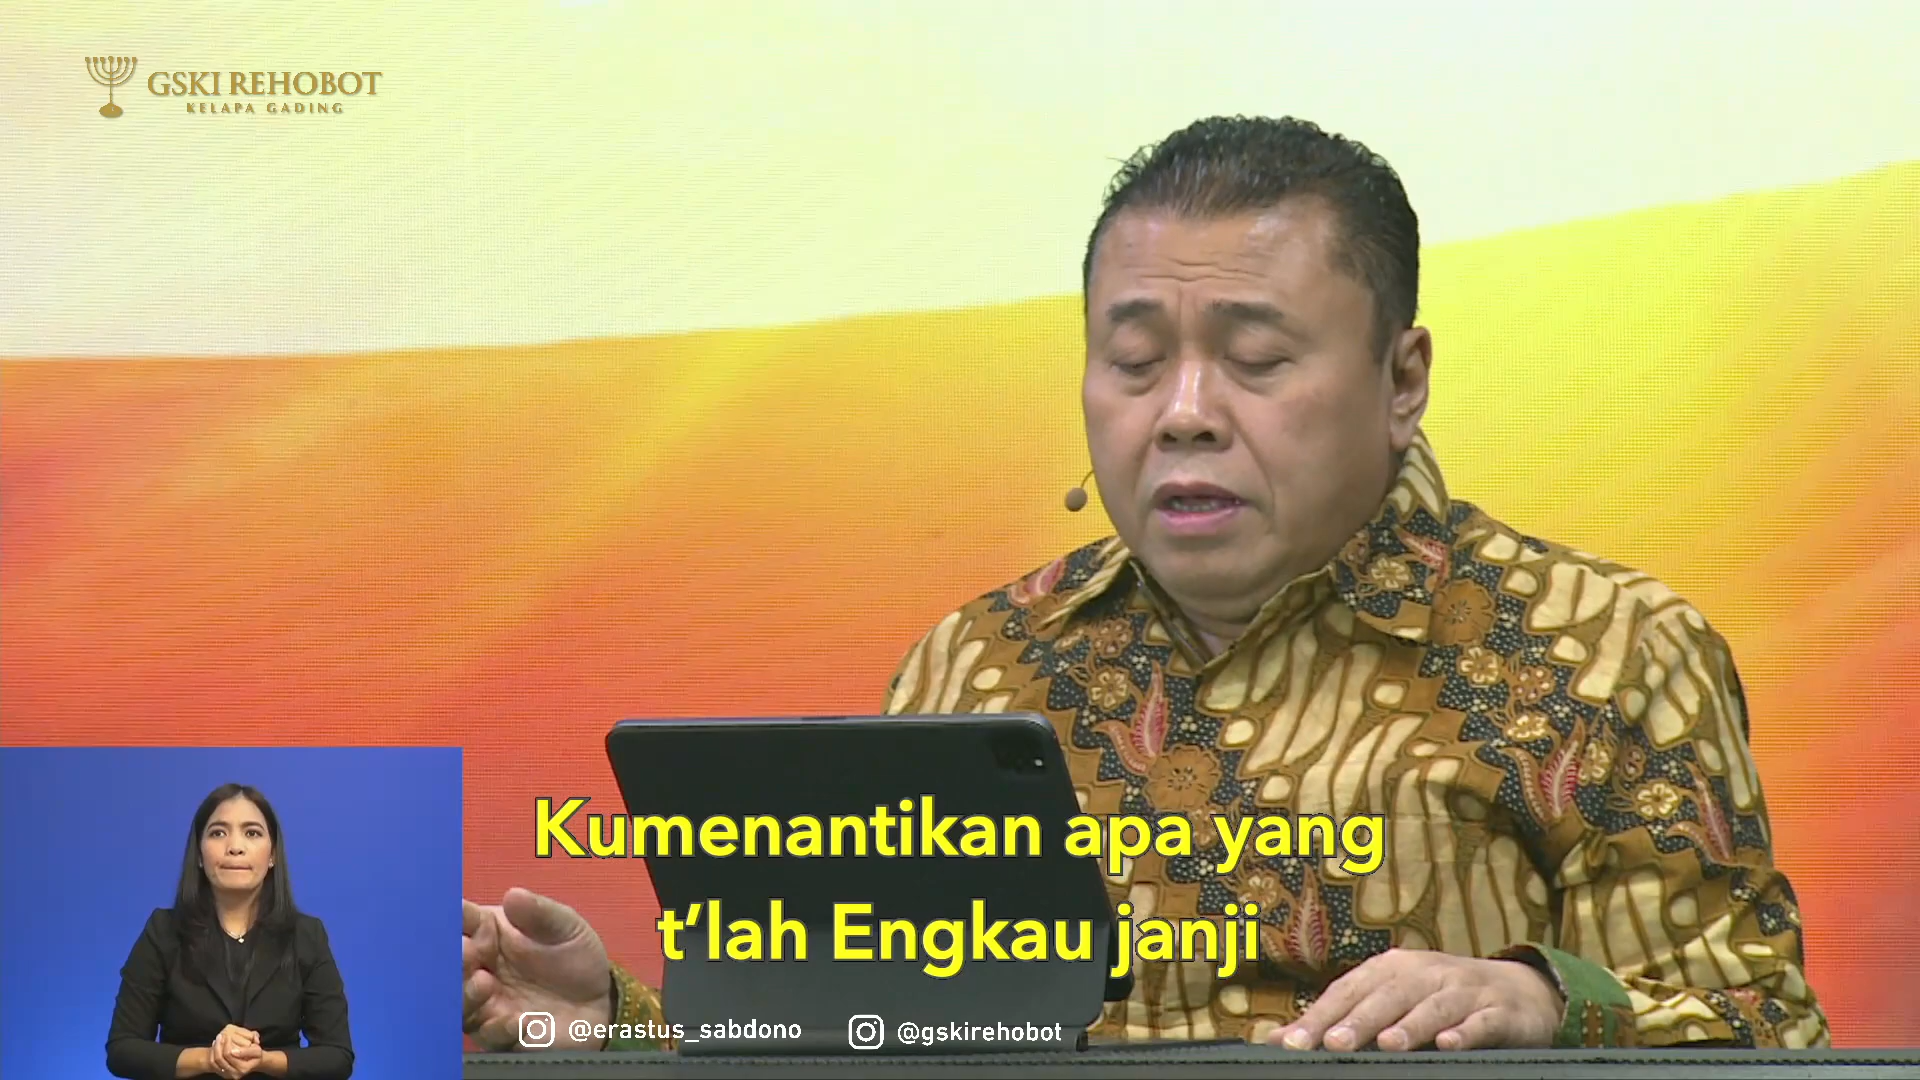 GSKI REHOBOT
KELAPA GADING
Kumenantikan apa yang
t'lah Engkau janji
@erastus_sabdono @gskirehobot